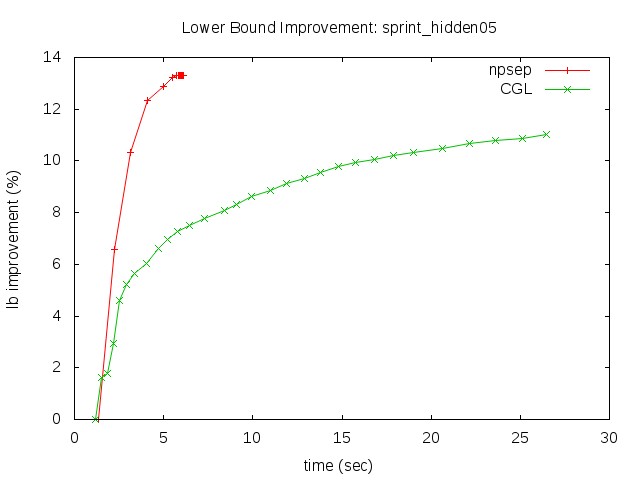 Lower Bound Improvement: sprint_hidden05
14
12
10
8
6
4
2
0
lb improvement (%)
npsep
CGL
0 5 10 15 20 25 30
time (sec)